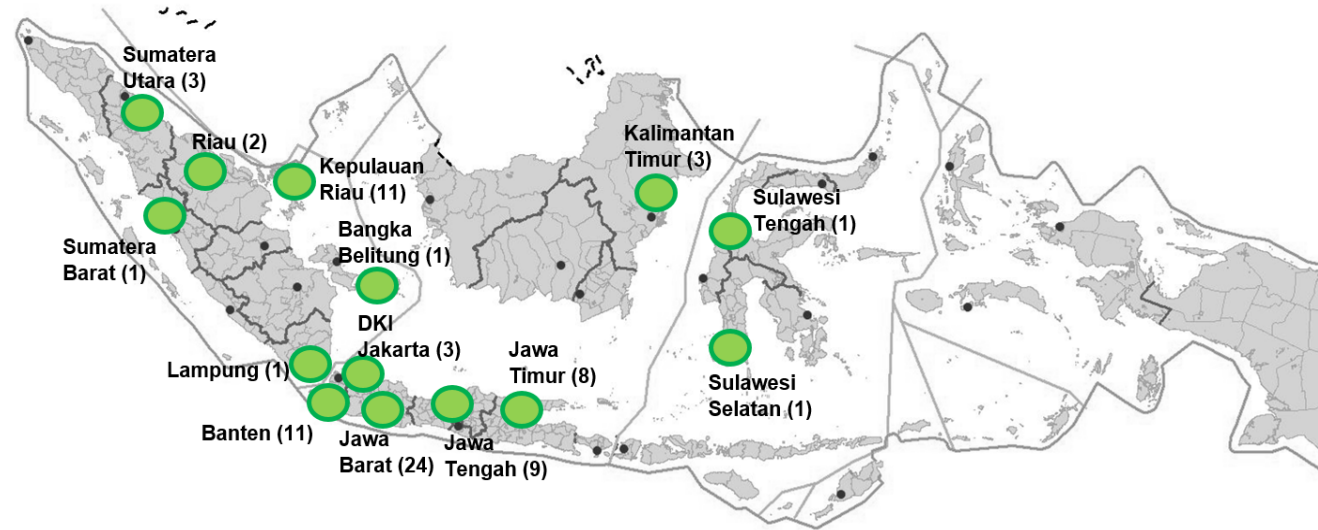 Sumatera
Utara (3)
Riau (2)
Kepulauan
Riau (11)
Kalimantan
Timur (3)
Sulawesi
Tengah (1)
Sumatera
Barat (1)
Bangka
Belitung (1)
DKI
Jakarta (3)
Lampung (1)
Jawa
Timur (8)
Sulawesi
Selatan (1)
Banten (11)
Jawa
Barat (24)
Jawa
Tengah (9)